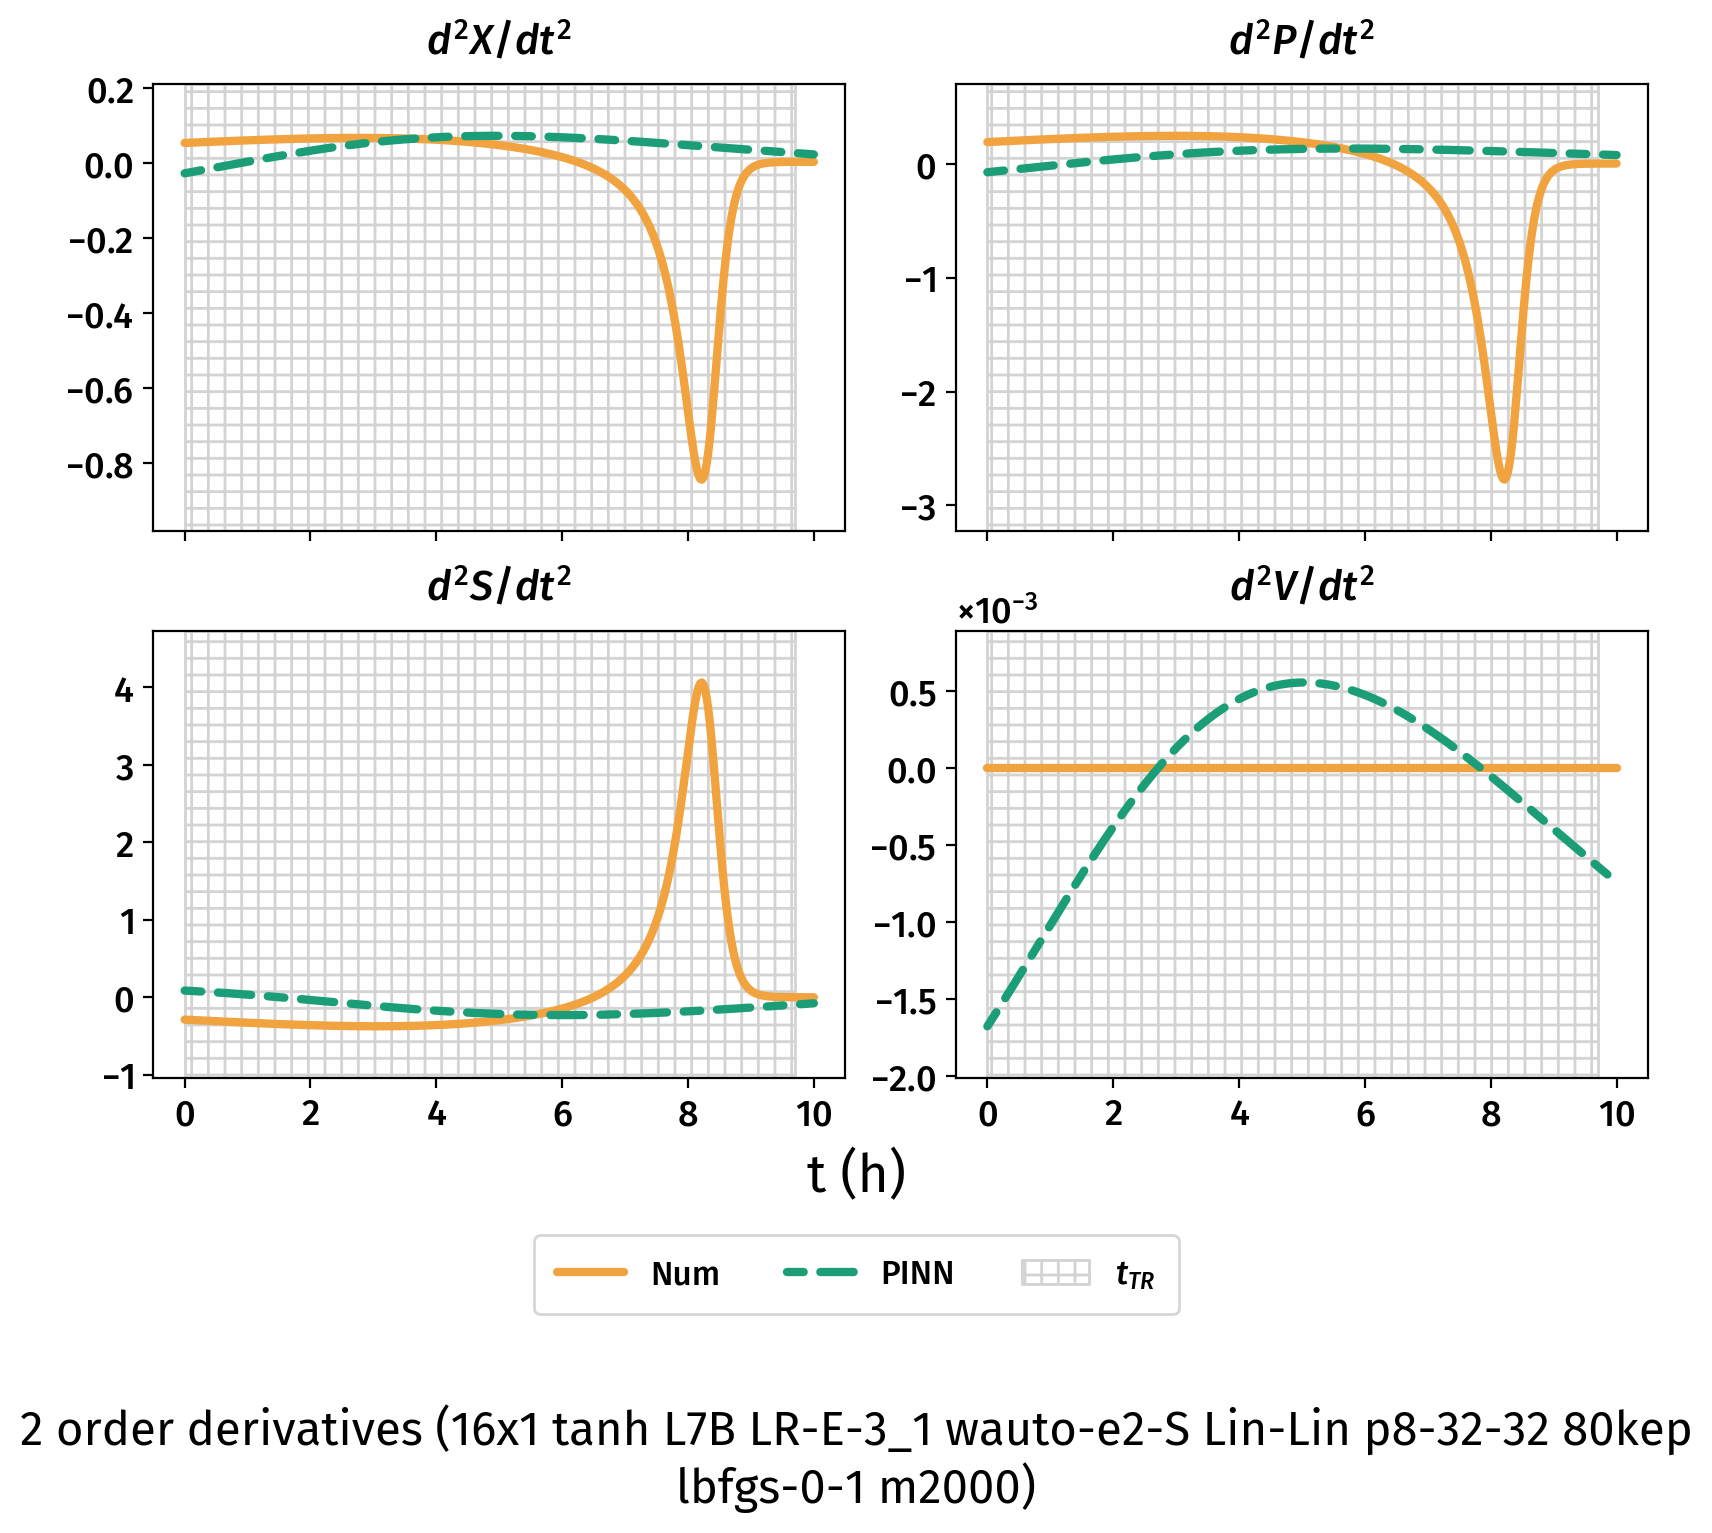 d²X/dt²
0.2
0.0
−0.2
−0.4
−0.6
−0.8
d²P/dt²
0
−1
−2
−3
d²S/dt²
4
3
2
1
0
−1
0 2 4 6 8 10
d²V/dt²
×10⁻³
0.5
0.0
−0.5
−1.0
−1.5
−2.0
0 2 4 6 8 10
t (h)
Num PINN t_TR
2 order derivatives (16x1 tanh L7B LR-E-3_1 wauto-e2-S Lin-Lin p8-32-32 80kep
lbfgs-0-1 m2000)